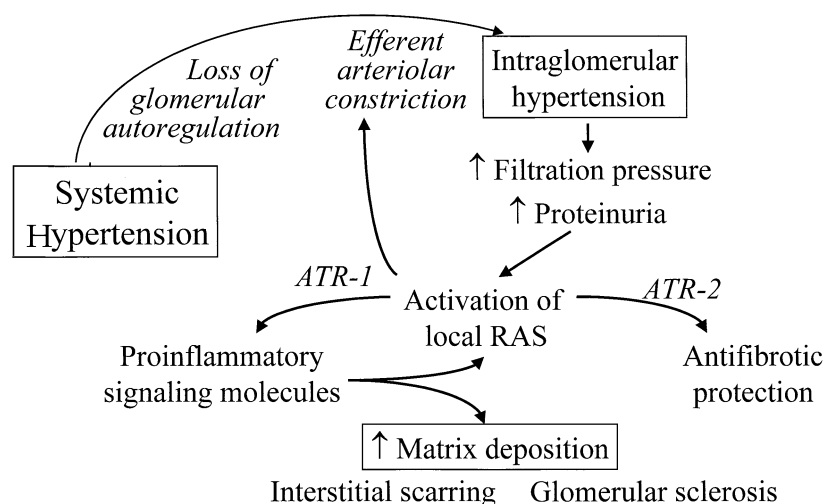 Loss of
glomerular
autoregulation
Efferent
arteriolar
constriction
Intraglomerular
hypertension
↑ Filtration pressure
↑ Proteinuria
Systemic
Hypertension
ATR-1
Activation of
local RAS
ATR-2
Proinflammatory
signaling molecules
Antifibrotic
protection
↑ Matrix deposition
Interstitial scarring Glomerular sclerosis